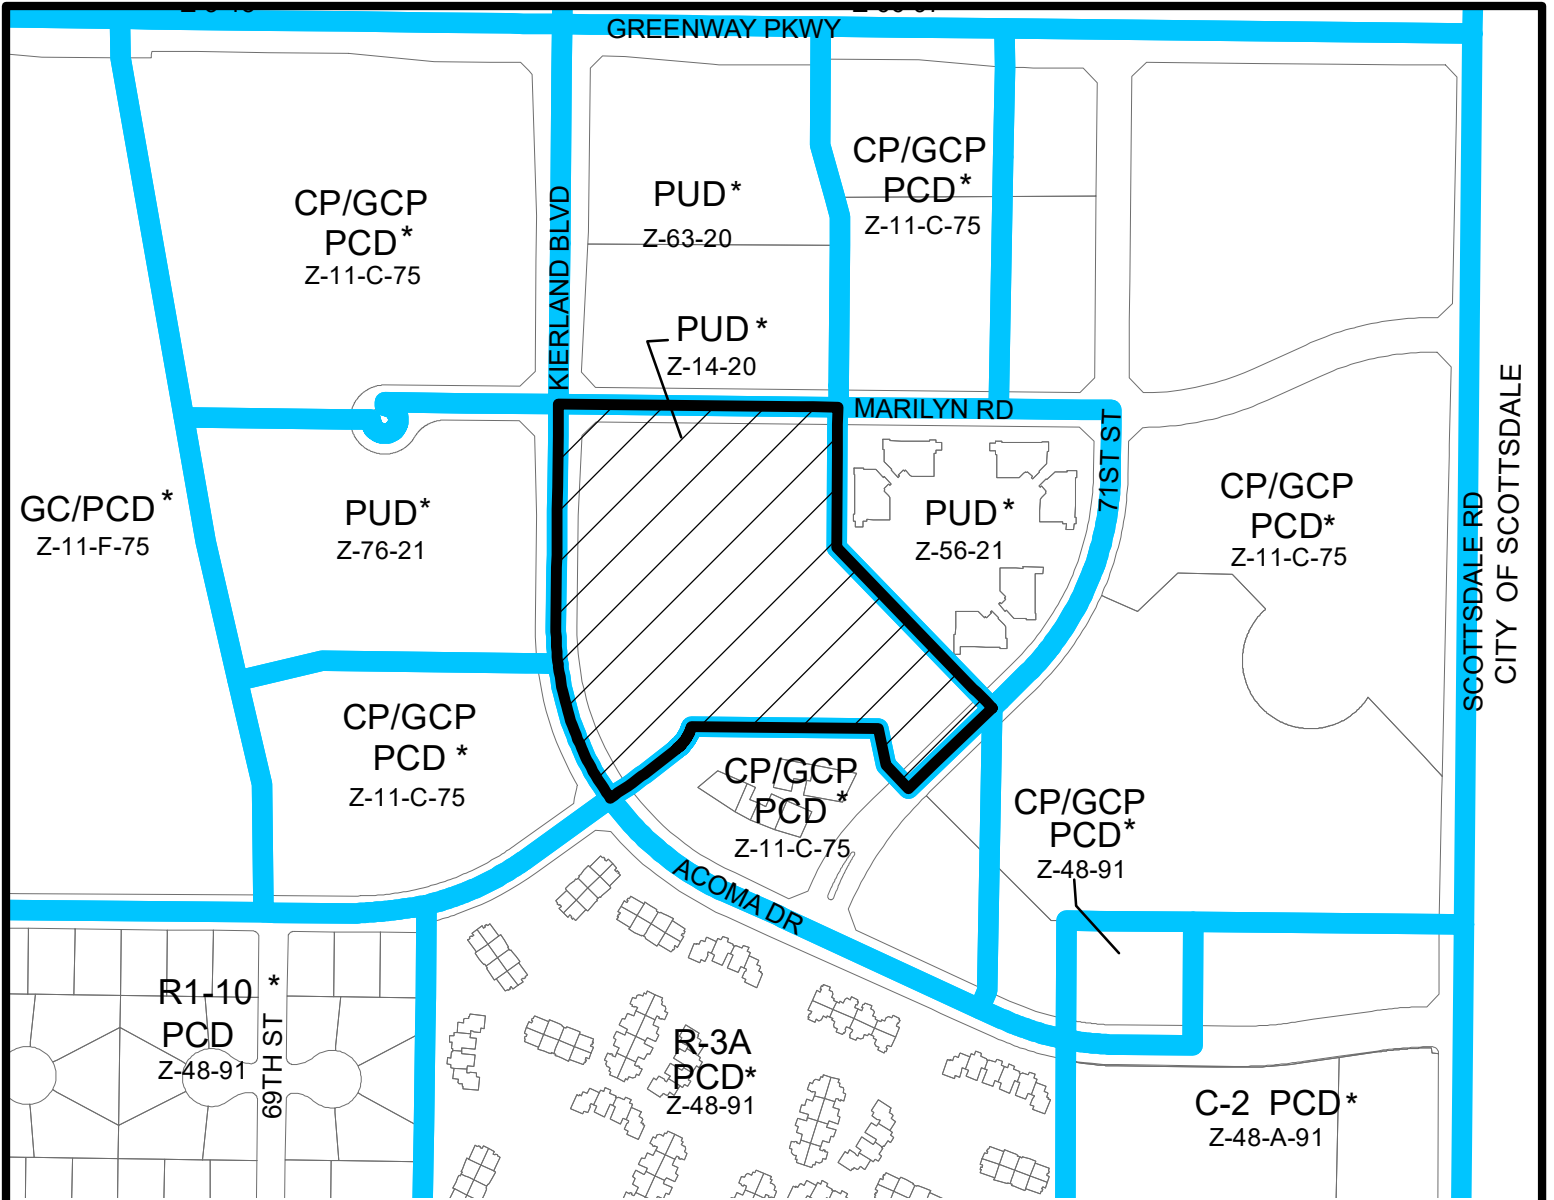 GREENWAY PKWY
CP/GCP
PCD*
Z-11-C-75
KIERLAND BLVD
PUD*
Z-63-20
CP/GCP
PCD*
Z-11-C-75
PUD*
Z-14-20
MARILYN RD
71ST ST
GC/PCD*
Z-11-F-75
PUD*
Z-76-21
PUD*
Z-56-21
CP/GCP
PCD*
Z-11-C-75
SCOTTSDALE RD
CITY OF SCOTTSDALE
CP/GCP
PCD *
Z-11-C-75
CP/GCP
PCD *
Z-11-C-75
CP/GCP
PCD*
Z-48-91
ACOMA DR
R1-10 *
PCD
Z-48-91
69TH ST
R-3A
PCD*
Z-48-91
C-2 PCD*
Z-48-A-91